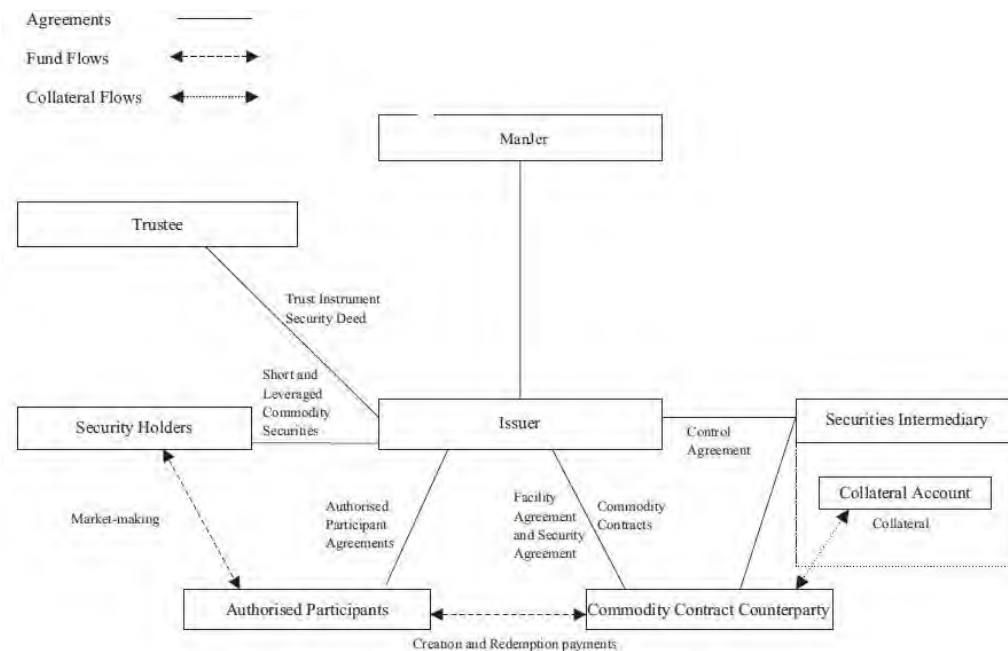 Agreements
Fund Flows
Collateral Flows
ManJer
Trustee
Trust Instrument
Security Deed
Short and
Leveraged
Commodity
Securities
Security Holders
Issuer
Securities Intermediary
Control
Agreement
Collateral Account
Collateral
Market-making
Authorised
Participant
Agreements
Facility
Agreement
and Security
Agreement
Commodity
Contracts
Authorised Participants
Commodity Contract Counterparty
Creation and Redemption payments